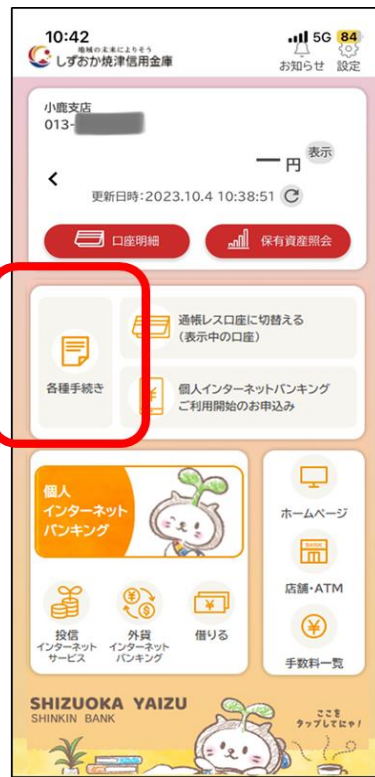 10:42
5G 84
地域の未来によりそう
しずおか焼津信用金庫
お知らせ 設定
小鹿支店
013-
ー 円 表示
更新日時:2023.10.4 10:38:51
口座明細
保有資産照会
各種手続き
通帳レス口座に切替える
(表示中の口座)
個人インターネットバンキング
ご利用開始のお申込み
個人
インターネット
バンキング
ホームページ
BANK
店舗・ATM
手数料一覧
投信
インターネット
サービス
外貨
インターネット
バンキング
借りる
SHIZUOKA YAIZU
SHINKIN BANK
ここを
タップしてにゃ!